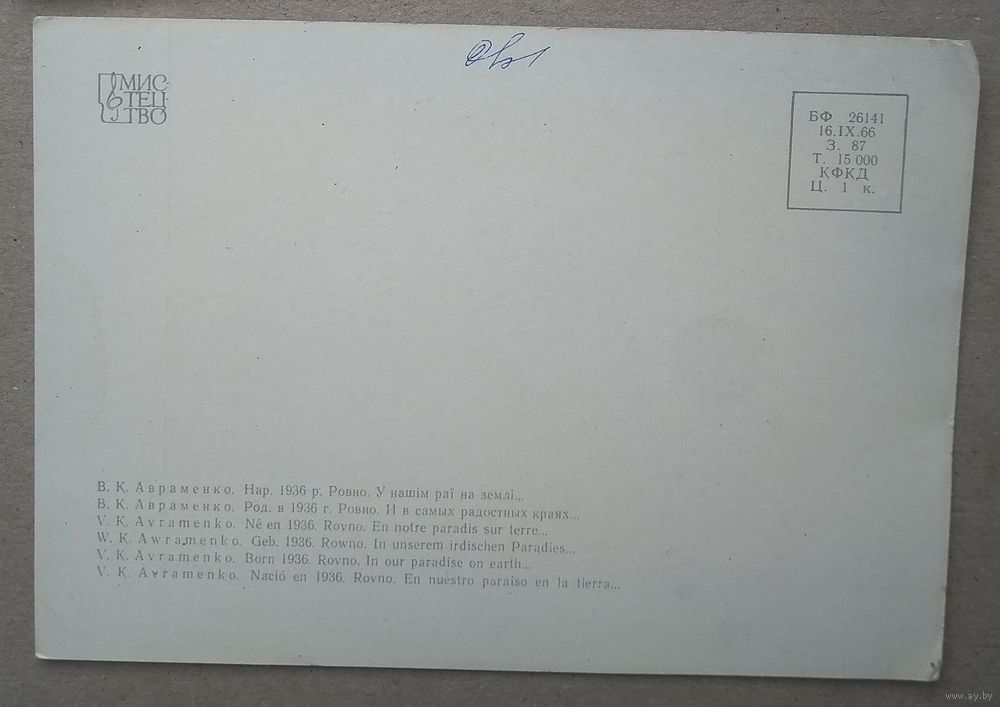 МИС-
ТЕЦ-
ТВО
БФ 26141
16.IX.66
З. 87
Т. 15 000
КФКД
Ц. 1 к.
В. К. Авраменко. Нар. 1936 р. Ровно. У нашім раї на землі...
В. К. Авраменко. Род. в 1936 г. Ровно. И в самых радостных краях...
V. K. Avramenko. Né en 1936. Rovno. En notre paradis sur terre...
W. K. Awramenko. Geb. 1936. Rowno. In unserem irdischen Paradies...
V. K. Avramenko. Born 1936. Rovno. In our paradise on earth...
V. K. Avramenko. Nació en 1936. Rovno. En nuestro paraiso en la tierra...
www.ay.by